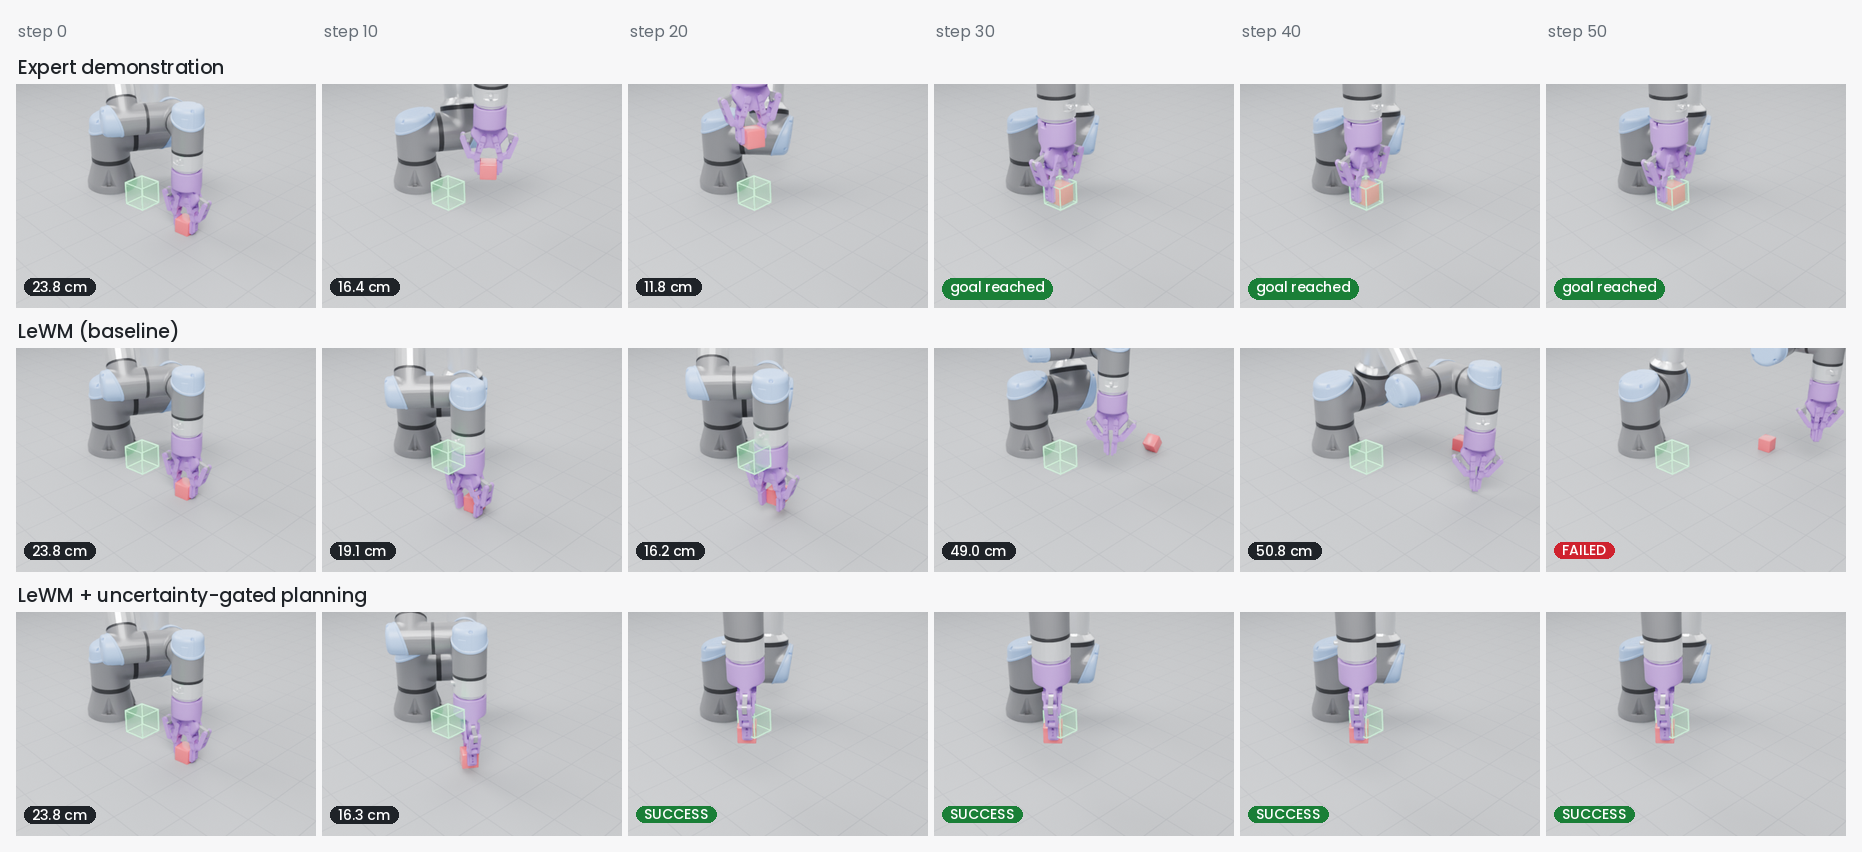 step 0 step 10 step 20 step 30 step 40 step 50
Expert demonstration
23.8 cm 16.4 cm 11.8 cm goal reached goal reached goal reached
LeWM (baseline)
23.8 cm 19.1 cm 16.2 cm 49.0 cm 50.8 cm FAILED
LeWM + uncertainty-gated planning
23.8 cm 16.3 cm SUCCESS SUCCESS SUCCESS SUCCESS